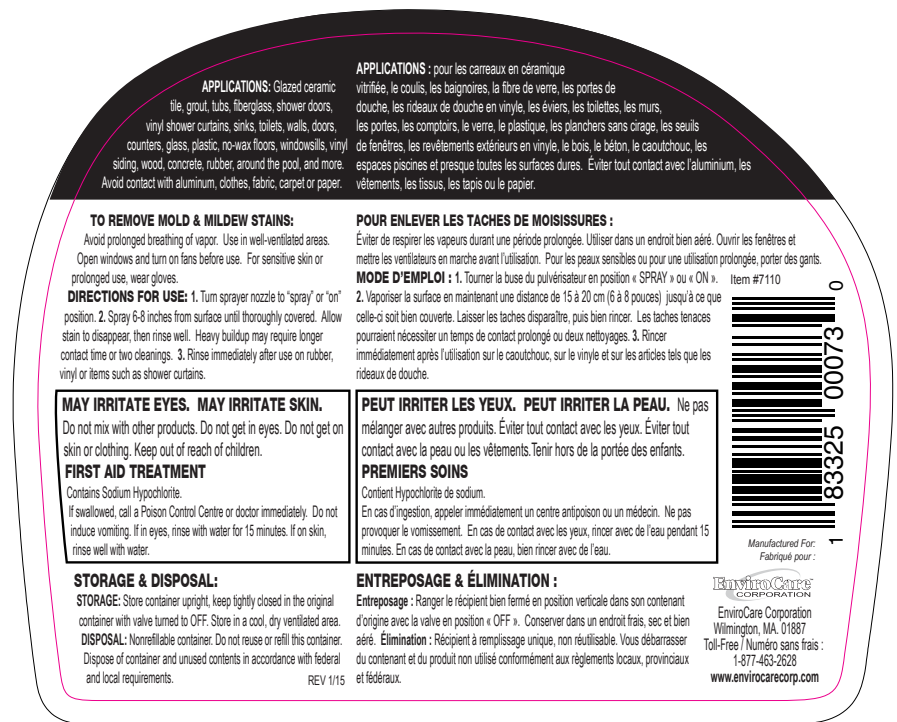 APPLICATIONS: Glazed ceramic
tile, grout, tubs, fiberglass, shower doors,
vinyl shower curtains, sinks, toilets, walls, doors,
counters, glass, plastic, no-wax floors, windowsills, vinyl
siding, wood, concrete, rubber, around the pool, and more.
Avoid contact with aluminum, clothes, fabric, carpet or paper.
APPLICATIONS : pour les carreaux en céramique
vitrifiée, le coulis, les baignoires, la fibre de verre, les portes de
douche, les rideaux de douche en vinyle, les éviers, les toilettes, les murs,
les portes, les comptoirs, le verre, le plastique, les planchers sans cirage, les seuils
de fenêtres, les revêtements extérieurs en vinyle, le bois, le béton, le caoutchouc, les
espaces piscines et presque toutes les surfaces dures. Éviter tout contact avec l'aluminium, les
vêtements, les tissus, les tapis ou le papier.
TO REMOVE MOLD & MILDEW STAINS:
Avoid prolonged breathing of vapor. Use in well-ventilated areas.
Open windows and turn on fans before use. For sensitive skin or
prolonged use, wear gloves.
DIRECTIONS FOR USE: 1. Turn sprayer nozzle to "spray" or "on"
position. 2. Spray 6-8 inches from surface until thoroughly covered. Allow
stain to disappear, then rinse well. Heavy buildup may require longer
contact time or two cleanings. 3. Rinse immediately after use on rubber,
vinyl or items such as shower curtains.
POUR ENLEVER LES TACHES DE MOISISSURES :
Éviter de respirer les vapeurs durant une période prolongée. Utiliser dans un endroit bien aéré. Ouvrir les fenêtres et
mettre les ventilateurs en marche avant l'utilisation. Pour les peaux sensibles ou pour une utilisation prolongée, porter des gants.
MODE D'EMPLOI : 1. Tourner la buse du pulvérisateur en position « SPRAY » ou « ON ».
2. Vaporiser la surface en maintenant une distance de 15 à 20 cm (6 à 8 pouces) jusqu'à ce que
celle-ci soit bien couverte. Laisser les taches disparaître, puis bien rincer. Les taches tenaces
pourraient nécessiter un temps de contact prolongé ou deux nettoyages. 3. Rincer
immédiatement après l'utilisation sur le caoutchouc, sur le vinyle et sur les articles tels que les
rideaux de douche.
Item #7110
1 83325 00073 0
MAY IRRITATE EYES. MAY IRRITATE SKIN.
Do not mix with other products. Do not get in eyes. Do not get on
skin or clothing. Keep out of reach of children.
FIRST AID TREATMENT
Contains Sodium Hypochlorite.
If swallowed, call a Poison Control Centre or doctor immediately. Do not
induce vomiting. If in eyes, rinse with water for 15 minutes. If on skin,
rinse well with water.
PEUT IRRITER LES YEUX. PEUT IRRITER LA PEAU. Ne pas
mélanger avec autres produits. Éviter tout contact avec les yeux. Éviter tout
contact avec la peau ou les vêtements.Tenir hors de la portée des enfants.
PREMIERS SOINS
Contient Hypochlorite de sodium.
En cas d'ingestion, appeler immédiatement un centre antipoison ou un médecin. Ne pas
provoquer le vomissement. En cas de contact avec les yeux, rincer avec de l'eau pendant 15
minutes. En cas de contact avec la peau, bien rincer avec de l'eau.
STORAGE & DISPOSAL:
STORAGE: Store container upright, keep tightly closed in the original
container with valve turned to OFF. Store in a cool, dry ventilated area.
DISPOSAL: Nonrefillable container. Do not reuse or refill this container.
Dispose of container and unused contents in accordance with federal
and local requirements.
REV 1/15
ENTREPOSAGE & ÉLIMINATION :
Entreposage : Ranger le récipient bien fermé en position verticale dans son contenant
d'origine avec la valve en position « OFF ». Conserver dans un endroit frais, sec et bien
aéré. Élimination : Récipient à remplissage unique, non réutilisable. Vous débarrasser
du contenant et du produit non utilisé conformément aux règlements locaux, provinciaux
et fédéraux.
Manufactured For:
Fabriqué pour :
EnviroCare
CORPORATION
EnviroCare Corporation
Wilmington, MA. 01887
Toll-Free / Numéro sans frais :
1-877-463-2628
www.envirocarecorp.com